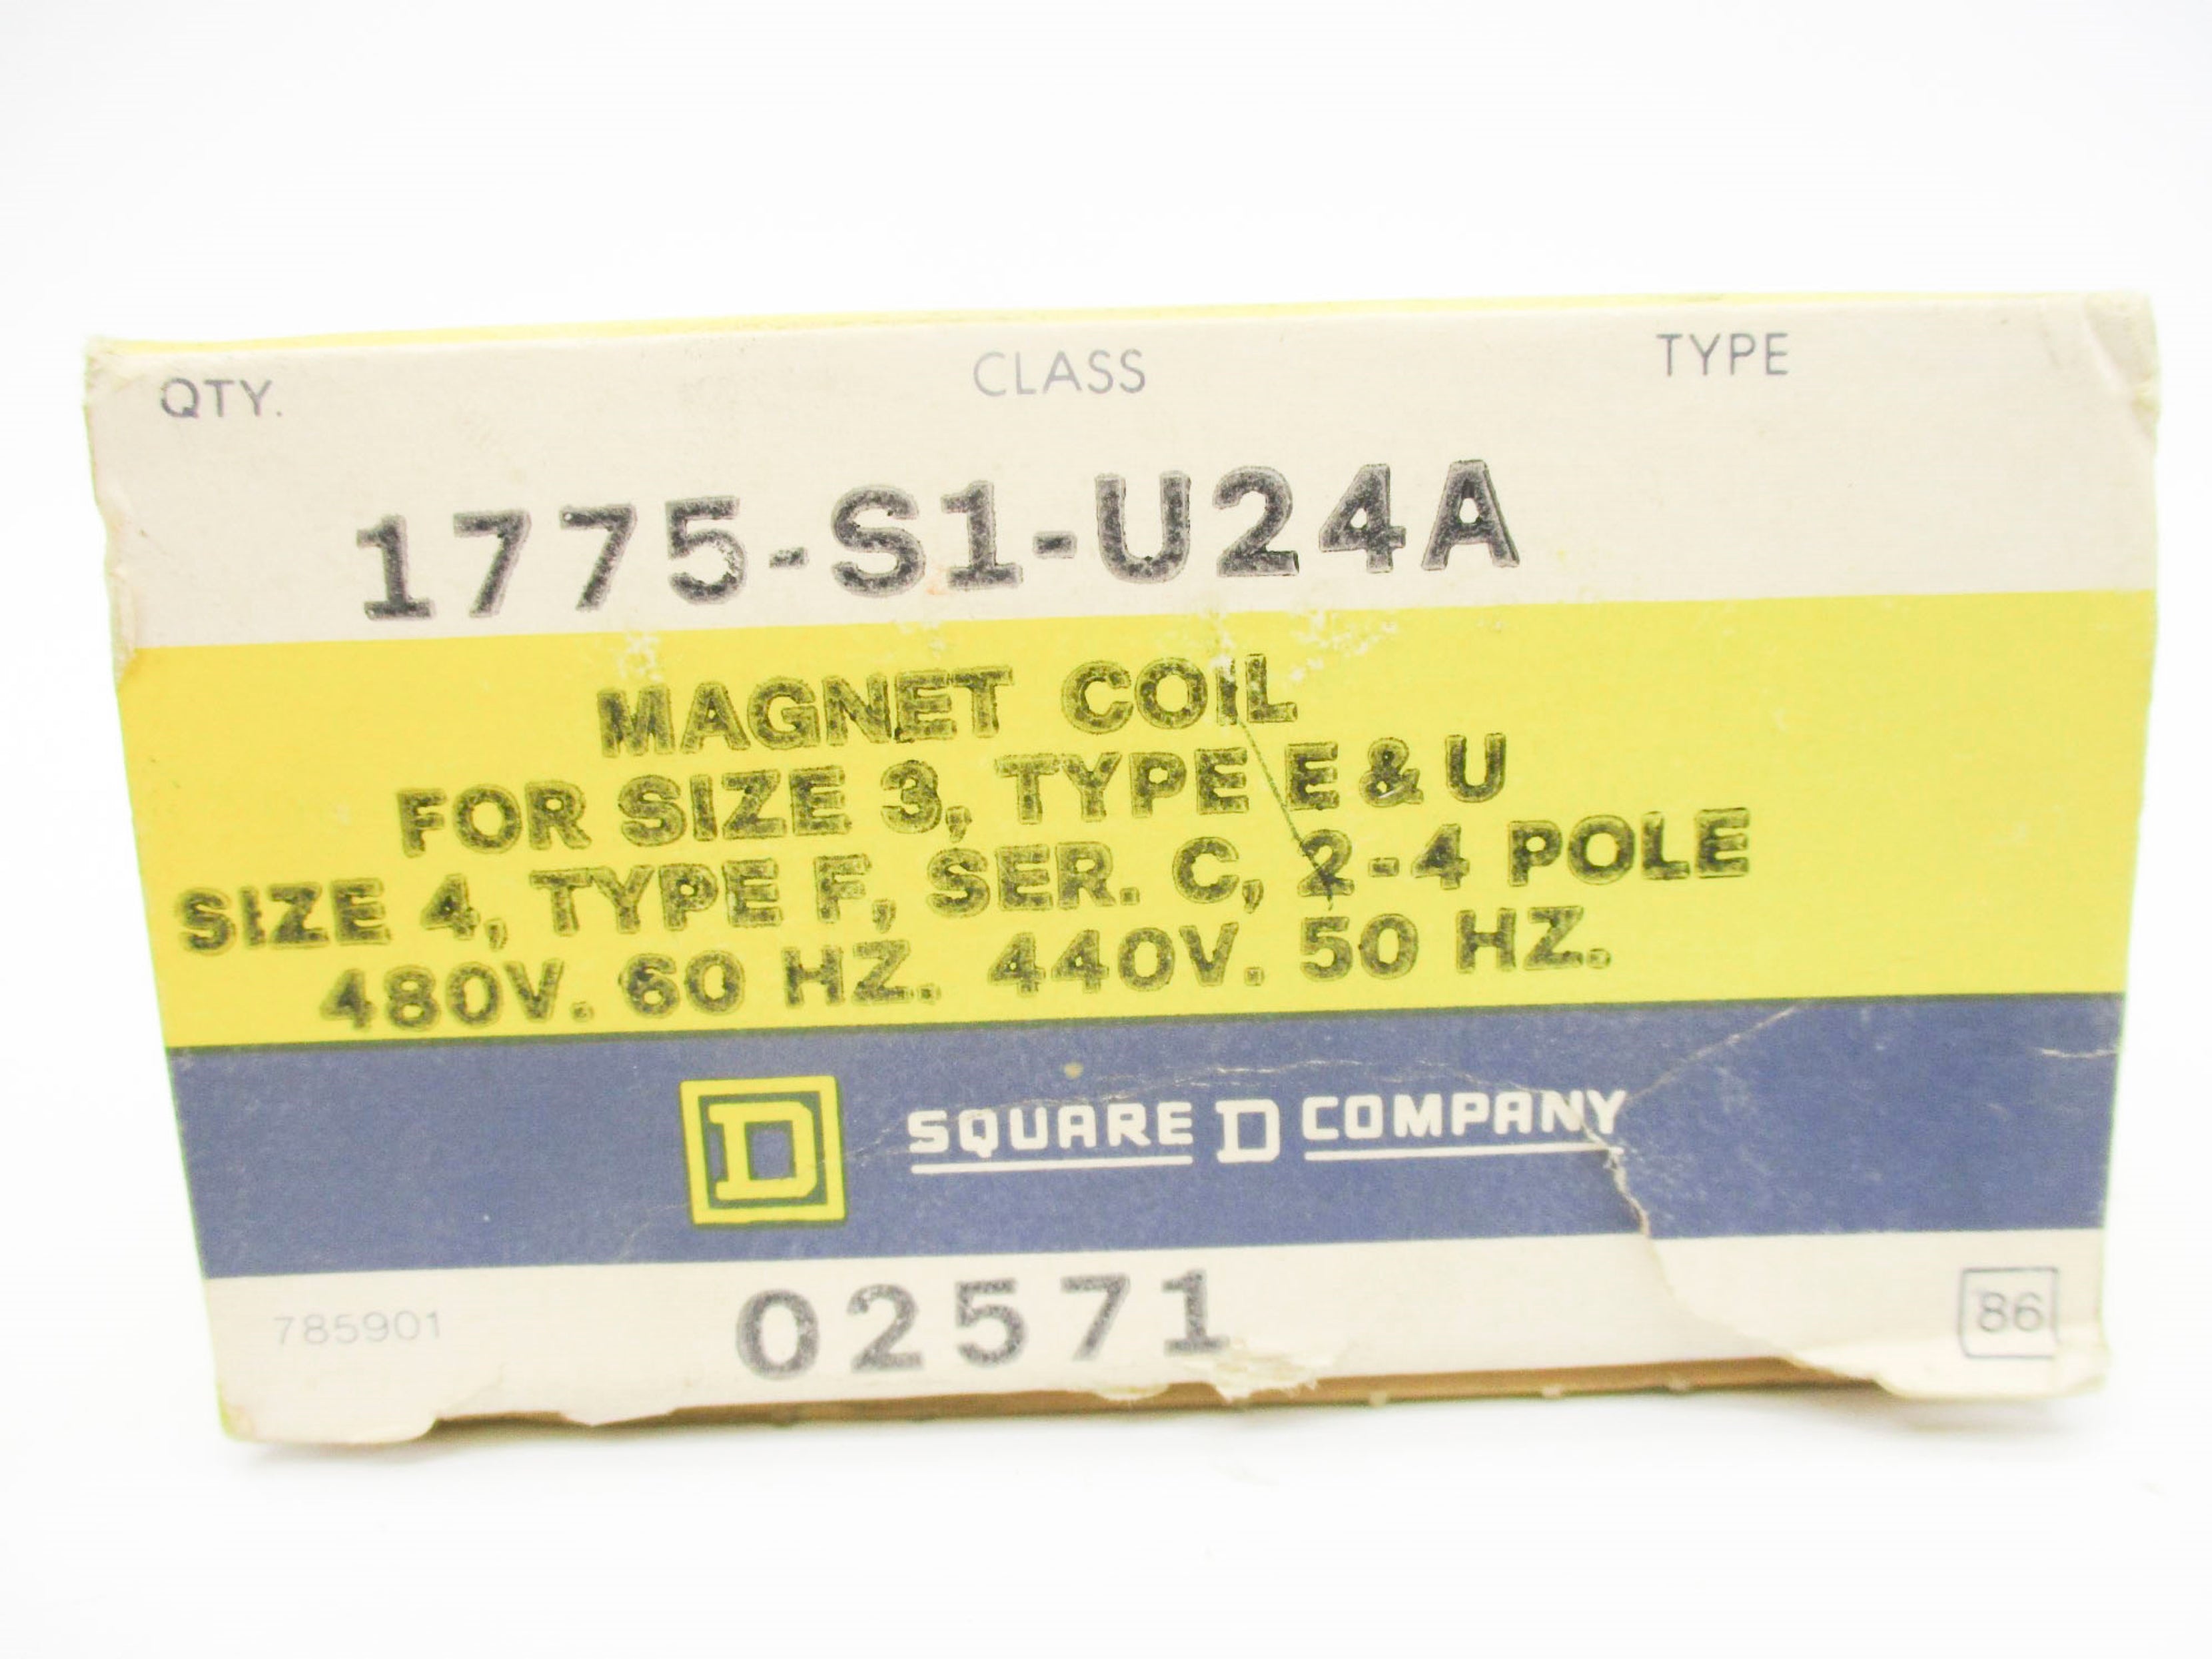 QTY. CLASS TYPE
1775-S1-U24A
MAGNET COIL
FOR SIZE 3, TYPE E & U
SIZE 4, TYPE F, SER. C, 2-4 POLE
480V. 60 HZ. 440V. 50 HZ.
D SQUARE D COMPANY
785901 02571 86